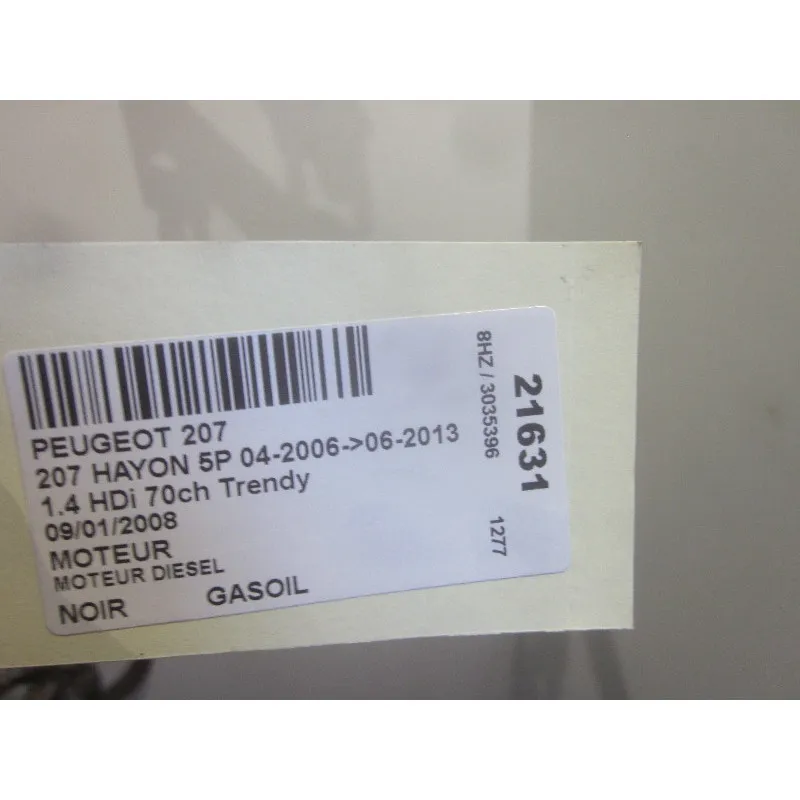 PEUGEOT 207
207 HAYON 5P 04-2006->06-2013
1.4 HDi 70ch Trendy
09/01/2008
MOTEUR
MOTEUR DIESEL
NOIR GASOIL
21631
8HZ / 3035396 1277